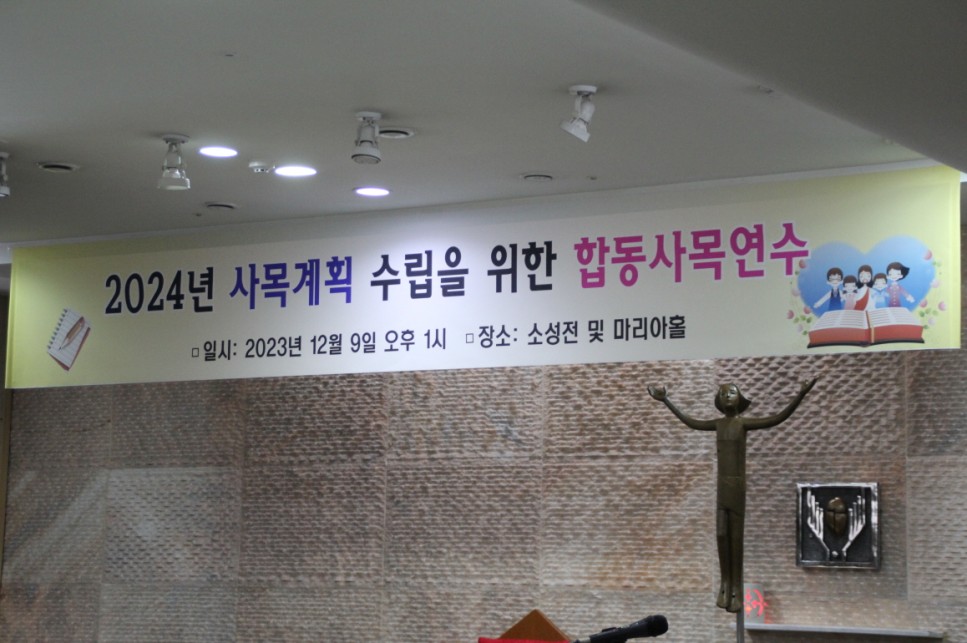 2024년 사목계획 수립을 위한 합동사목연수
□일시: 2023년 12월 9일 오후 1시 □장소: 소성전 및 마리아홀